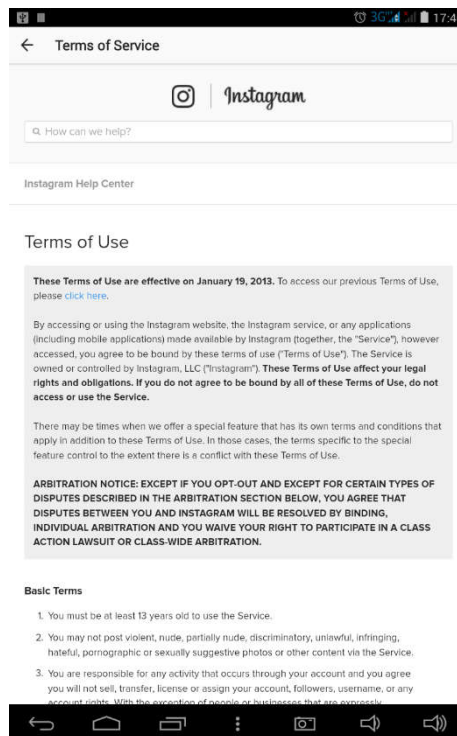 3G 17:4
Terms of Service
Instagram
How can we help?
Instagram Help Center
Terms of Use
These Terms of Use are effective on January 19, 2013. To access our previous Terms of Use,
please click here.
By accessing or using the Instagram website, the Instagram service, or any applications
(including mobile applications) made available by Instagram (together, the "Service"), however
accessed, you agree to be bound by these terms of use ("Terms of Use"). The Service is
owned or controlled by Instagram, LLC ("Instagram"). These Terms of Use affect your legal
rights and obligations. If you do not agree to be bound by all of these Terms of Use, do not
access or use the Service.
There may be times when we offer a special feature that has its own terms and conditions that
apply in addition to these Terms of Use. In those cases, the terms specific to the special
feature control to the extent there is a conflict with these Terms of Use.
ARBITRATION NOTICE: EXCEPT IF YOU OPT-OUT AND EXCEPT FOR CERTAIN TYPES OF
DISPUTES DESCRIBED IN THE ARBITRATION SECTION BELOW, YOU AGREE THAT
DISPUTES BETWEEN YOU AND INSTAGRAM WILL BE RESOLVED BY BINDING,
INDIVIDUAL ARBITRATION AND YOU WAIVE YOUR RIGHT TO PARTICIPATE IN A CLASS
ACTION LAWSUIT OR CLASS-WIDE ARBITRATION.
Basic Terms
1. You must be at least 13 years old to use the Service.
2. You may not post violent, nude, partially nude, discriminatory, unlawful, infringing,
hateful, pornographic or sexually suggestive photos or other content via the Service.
3. You are responsible for any activity that occurs through your account and you agree
you will not sell, transfer, license or assign your account, followers, username, or any
account rights. With the exception of people or businesses that are expressly